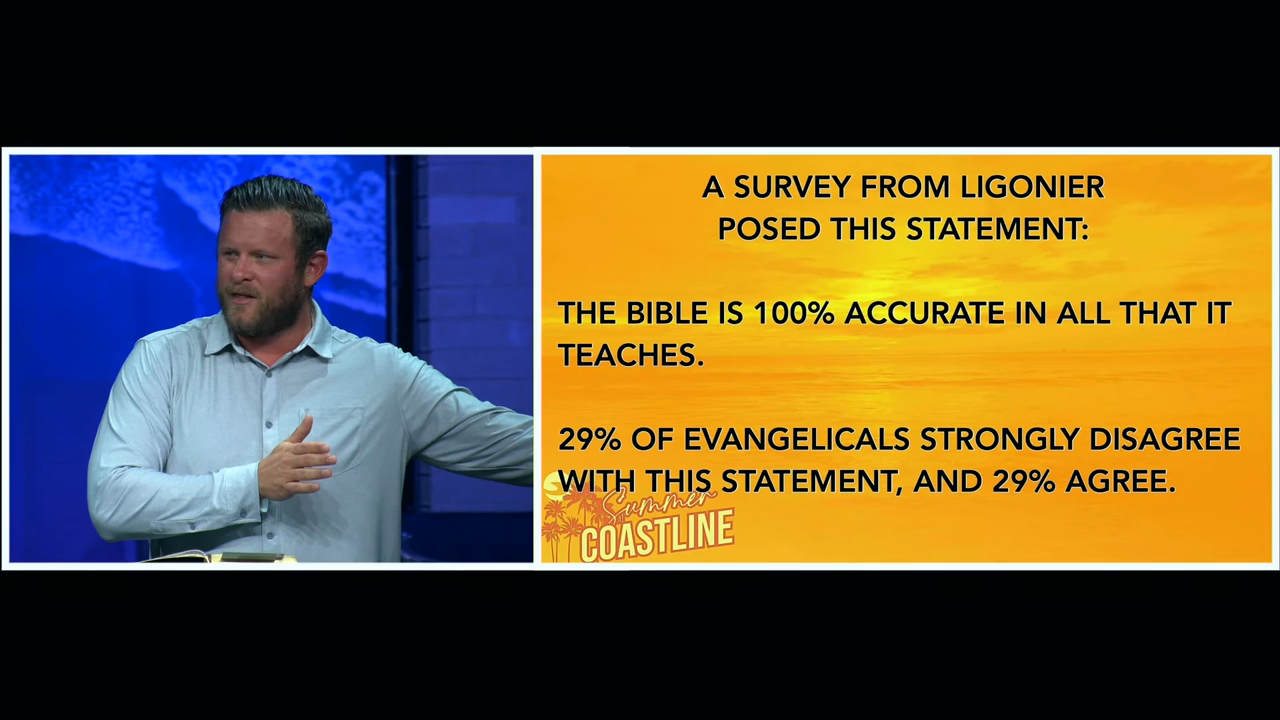 A SURVEY FROM LIGONIER
POSED THIS STATEMENT:
THE BIBLE IS 100% ACCURATE IN ALL THAT IT
TEACHES.
29% OF EVANGELICALS STRONGLY DISAGREE
WITH THIS STATEMENT, AND 29% AGREE.
Summer
COASTLINE